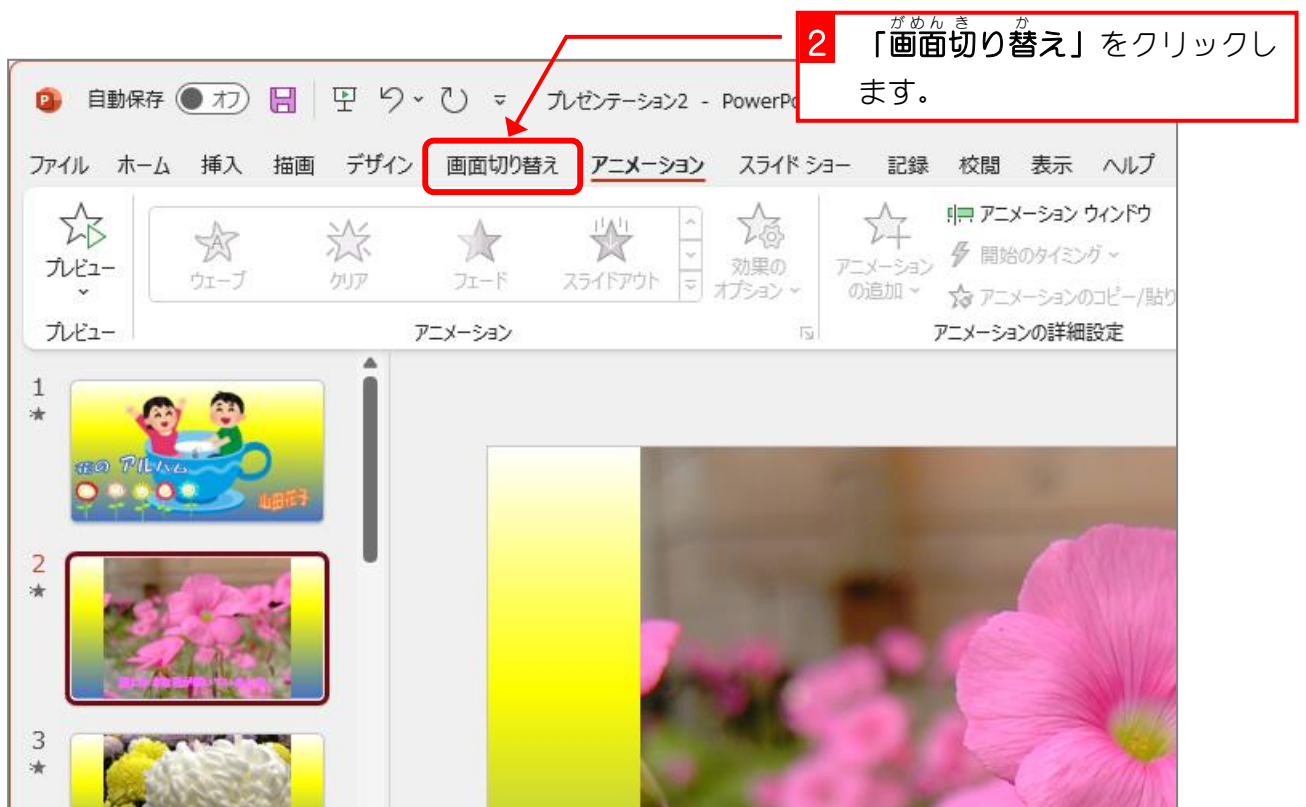 2 「画面切り替え」をクリックし
がめんきか
ます。
自動保存 オフ プレゼンテーション2 - PowerPo
ファイル ホーム 挿入 描画 デザイン 画面切り替え アニメーション スライド ショー 記録 校閲 表示 ヘルプ
プレビュー
ウェーブ クリア フェード スライドアウト
効果の
オプション
アニメーション
の追加
アニメーション ウィンドウ
開始のタイミング
アニメーションのコピー/貼り
プレビュー アニメーション アニメーションの詳細設定
1
花の アルバム
山田花子
2
3